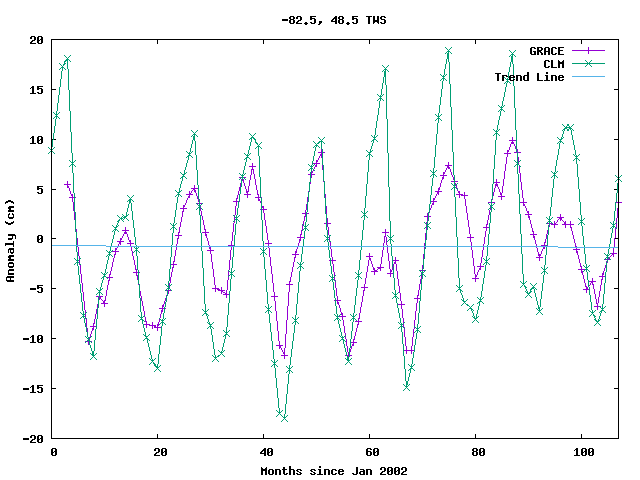 -82.5, 48.5 TWS
GRACE
CLM
Trend Line
20
15
10
5
0
-5
-10
-15
-20
Anomaly (cm)
0 20 40 60 80 100
Months since Jan 2002